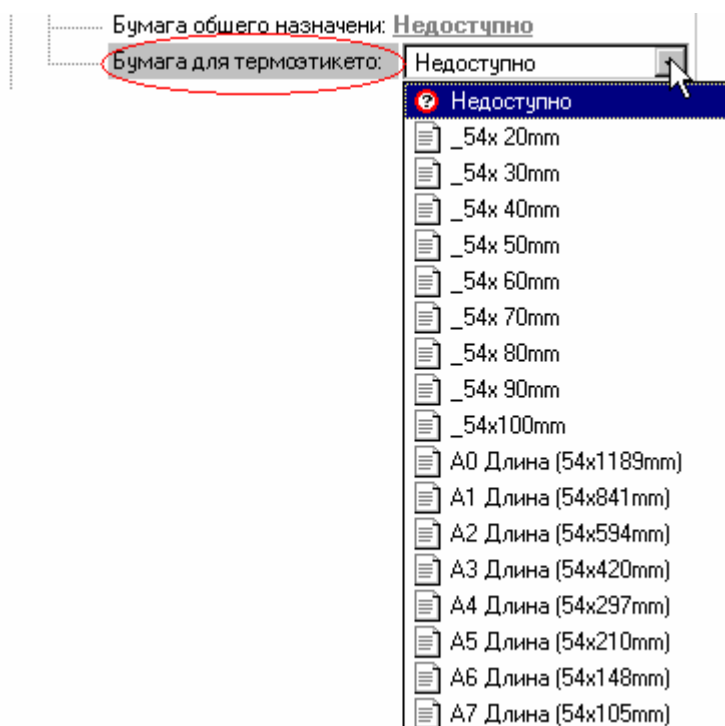 Бумага общего назначени: Недоступно
Бумага для термоэтикето: Недоступно
Недоступно
_54x 20mm
_54x 30mm
_54x 40mm
_54x 50mm
_54x 60mm
_54x 70mm
_54x 80mm
_54x 90mm
_54x100mm
A0 Длина (54x1189mm)
A1 Длина (54x841mm)
A2 Длина (54x594mm)
A3 Длина (54x420mm)
A4 Длина (54x297mm)
A5 Длина (54x210mm)
A6 Длина (54x148mm)
A7 Длина (54x105mm)